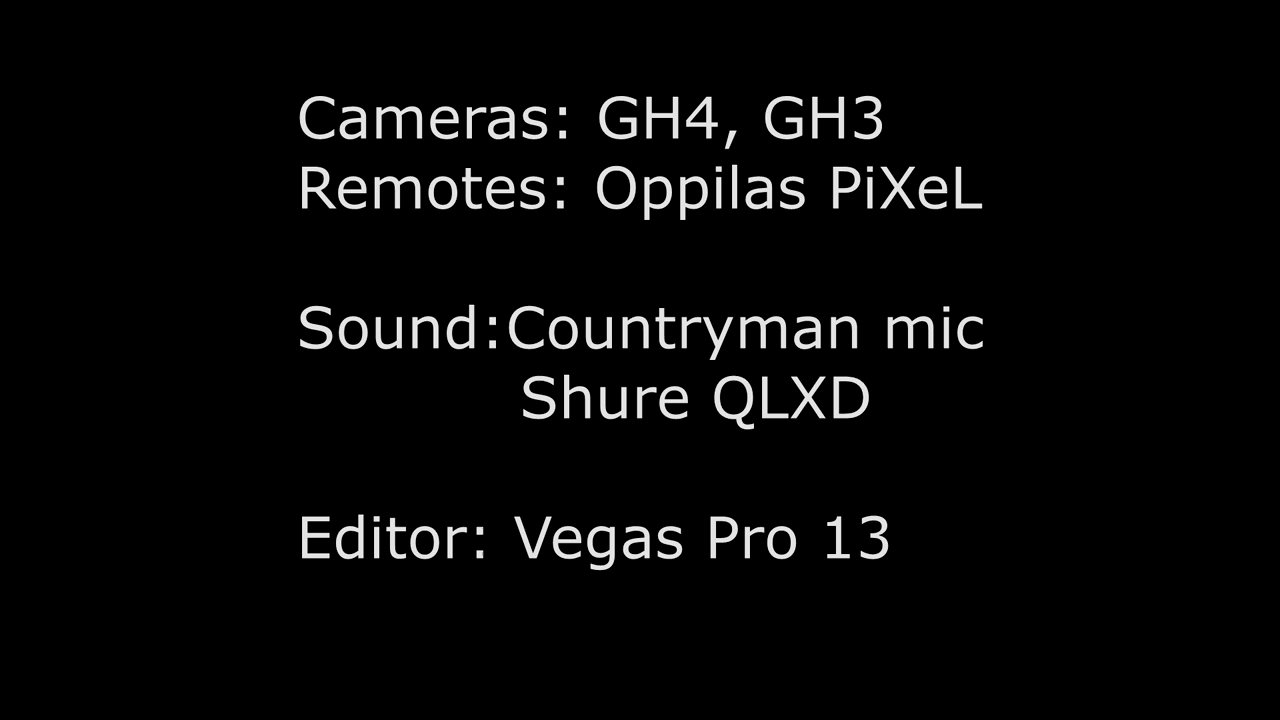 Cameras: GH4, GH3
Remotes: Oppilas PiXeL
Sound:Countryman mic
Shure QLXD
Editor: Vegas Pro 13